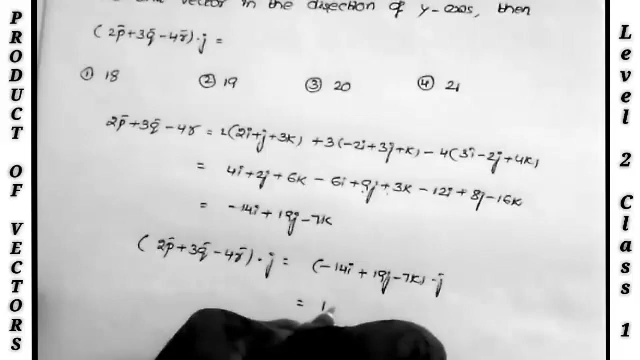 PRODUCT OF VECTORS
unit vector in the direction of y-axis, then
(2p̄+3q̄-4r̄)·j̄ =
① 18 ② 19 ③ 20 ④ 21
2p̄+3q̄-4r̄ = 2(2i+j+3k) + 3(-2i+3j+k) - 4(3i-2j+4k)
= 4i+2j+6k - 6i+9j+3k - 12i+8j-16k
= -14i+19j-7k
(2p̄+3q̄-4r̄)·j̄ = (-14i+19j-7k)·j̄
= 1
Level 2 Class 1